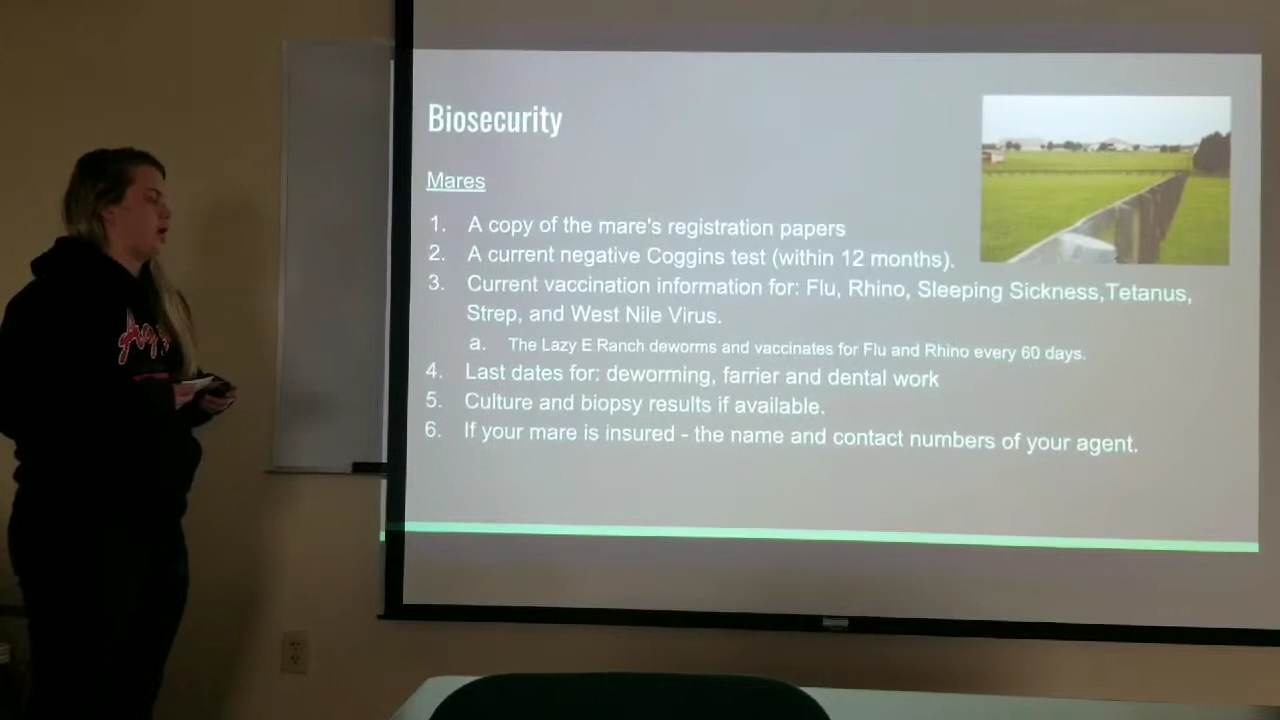 Biosecurity
Mares
1. A copy of the mare's registration papers
2. A current negative Coggins test (within 12 months).
3. Current vaccination information for: Flu, Rhino, Sleeping Sickness,Tetanus,
Strep, and West Nile Virus.
a. The Lazy E Ranch deworms and vaccinates for Flu and Rhino every 60 days.
4. Last dates for: deworming, farrier and dental work
5. Culture and biopsy results if available.
6. If your mare is insured - the name and contact numbers of your agent.